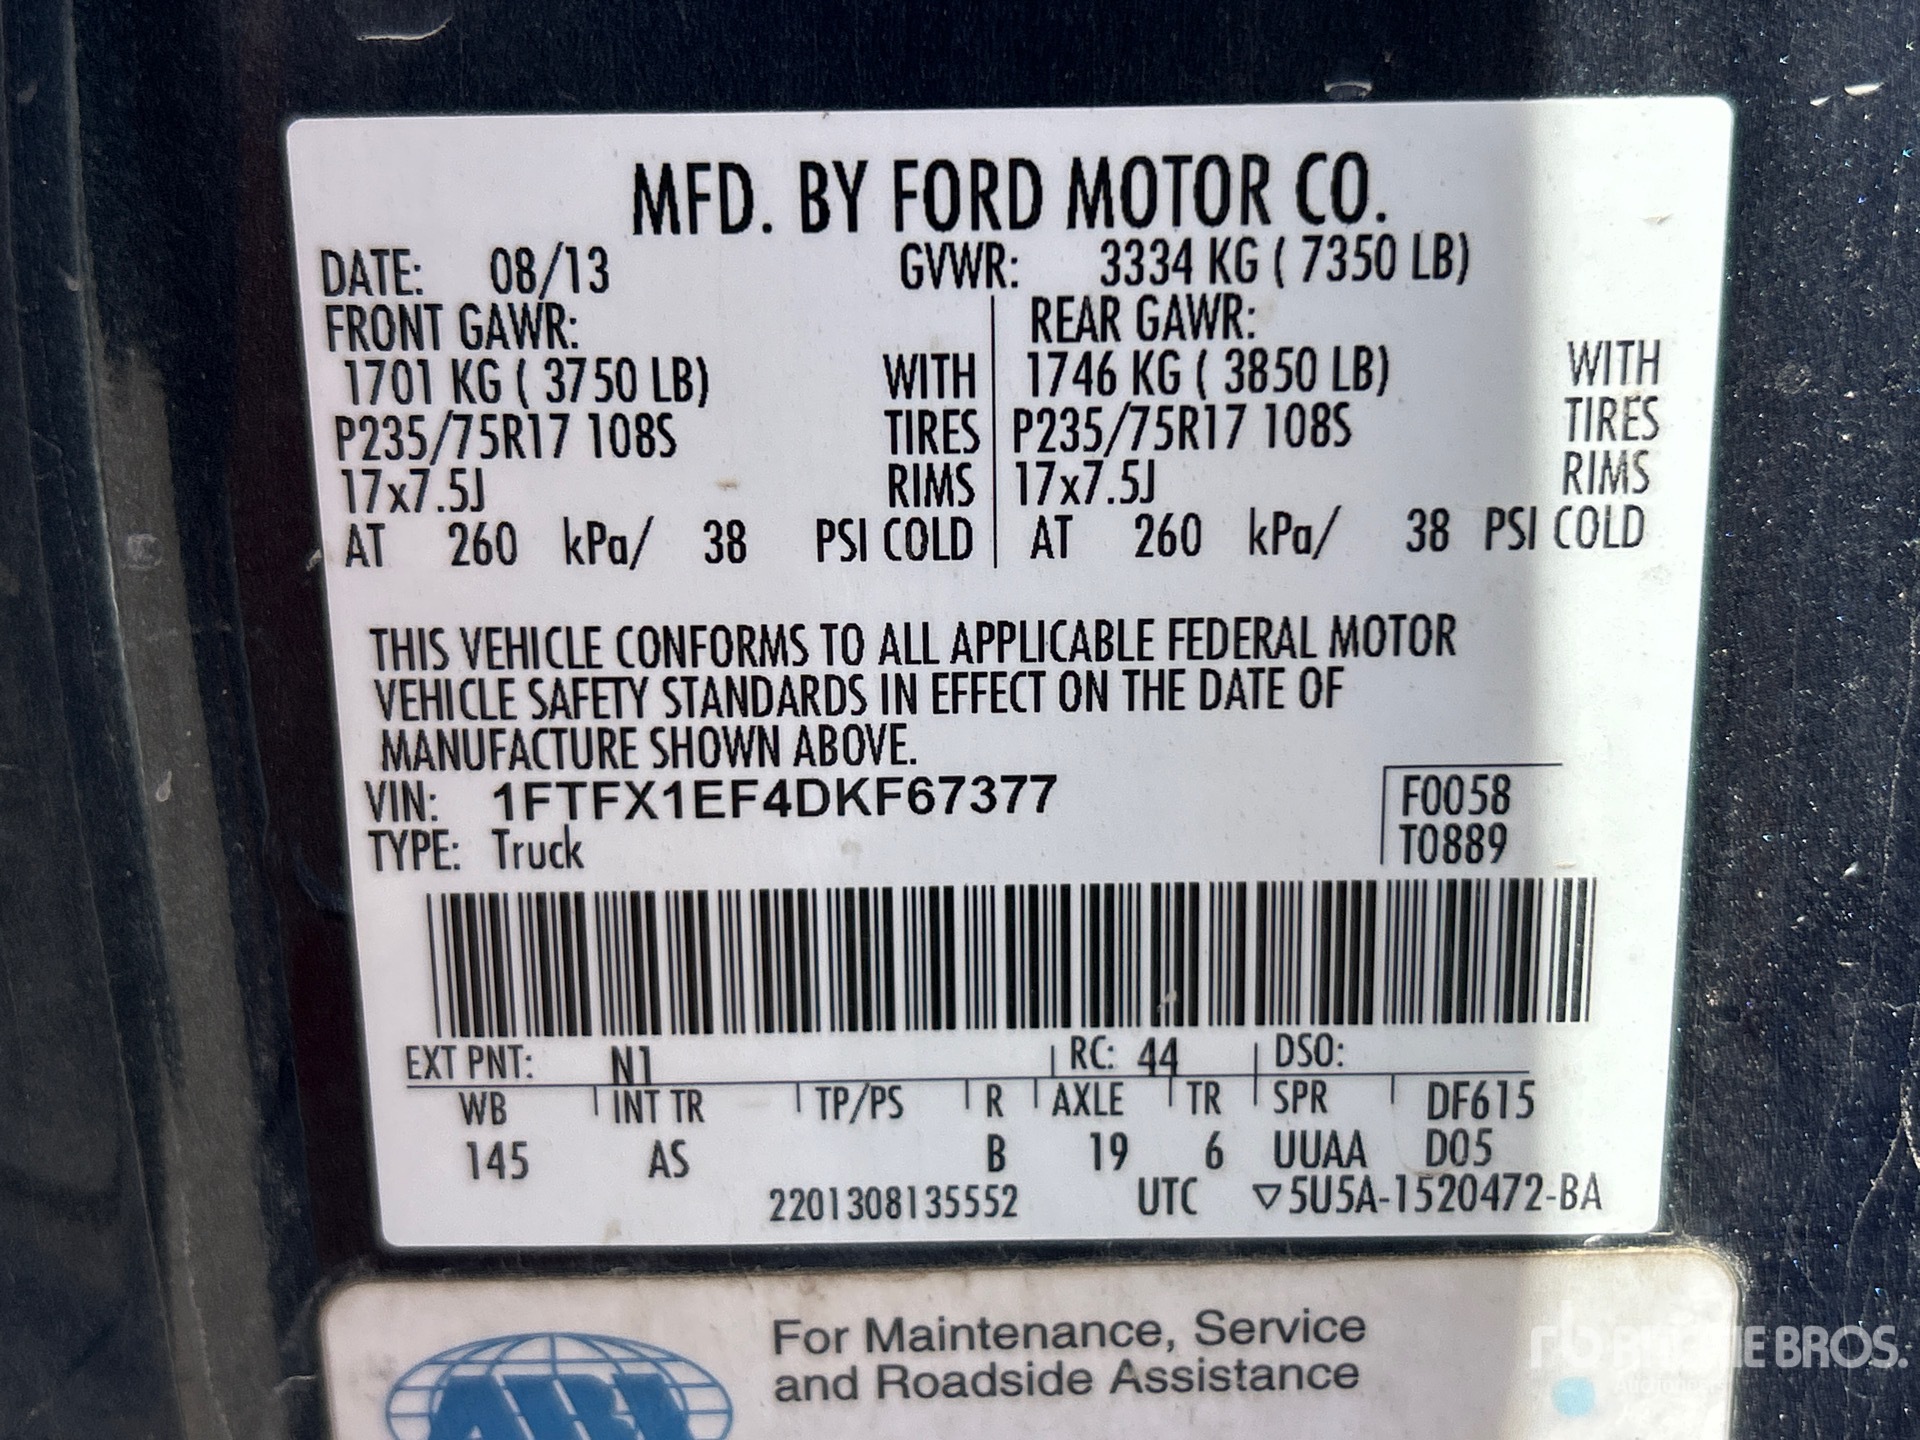 MFD. BY FORD MOTOR CO.
DATE: 08/13 GVWR: 3334 KG ( 7350 LB)
FRONT GAWR: REAR GAWR:
1701 KG ( 3750 LB) WITH 1746 KG ( 3850 LB) WITH
P235/75R17 108S TIRES P235/75R17 108S TIRES
17x7.5J RIMS 17x7.5J RIMS
AT 260 kPa/ 38 PSI COLD AT 260 kPa/ 38 PSI COLD
THIS VEHICLE CONFORMS TO ALL APPLICABLE FEDERAL MOTOR
VEHICLE SAFETY STANDARDS IN EFFECT ON THE DATE OF
MANUFACTURE SHOWN ABOVE.
VIN: 1FTFX1EF4DKF67377 F0058
TYPE: Truck T0889
EXT PNT: N1 RC: 44 DSO:
WB INT TR TP/PS R AXLE TR SPR DF615
145 AS B 19 6 UUAA D05
2201308135552 UTC ▽5U5A-1520472-BA
For Maintenance, Service
and Roadside Assistance
ARI
rb RITCHIE BROS.